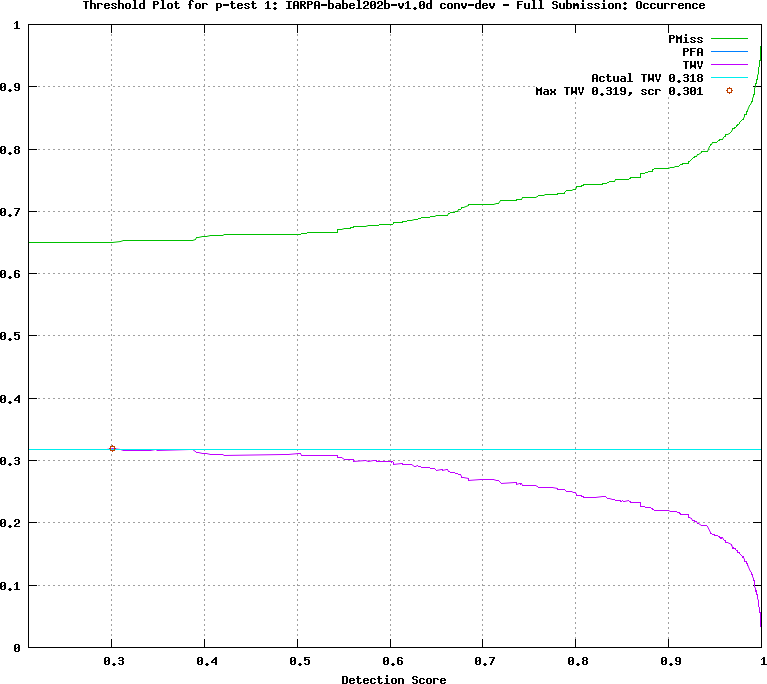 Threshold Plot for p-test 1: IARPA-babel202b-v1.0d conv-dev - Full Submission: Occurrence
PMiss
PFA
TWV
Actual TWV 0.318
Max TWV 0.319, scr 0.301
1
0.9
0.8
0.7
0.6
0.5
0.4
0.3
0.2
0.1
0
0.3 0.4 0.5 0.6 0.7 0.8 0.9 1
Detection Score